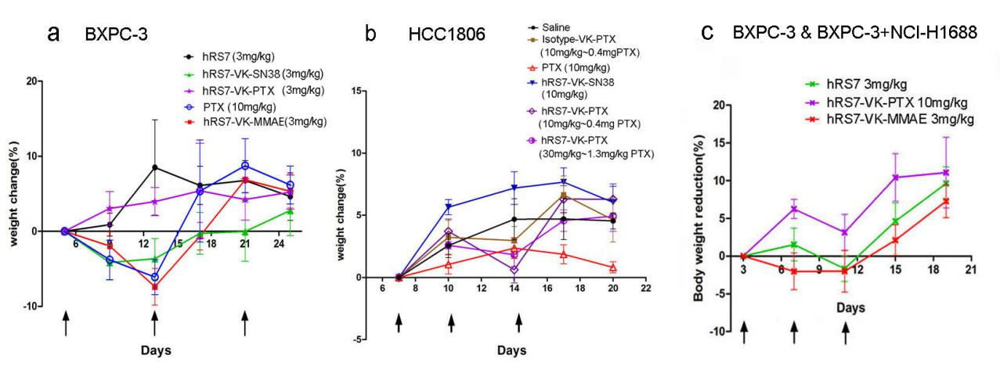 a BXPC-3
hRS7 (3mg/kg)
hRS7-VK-SN38 (3mg/kg)
hRS7-VK-PTX (3mg/kg)
PTX (10mg/kg)
hRS7-VK-MMAE(3mg/kg)
weight change(%)
20
10
0
-10
6 12 15 18 21 24
Days
b HCC1806
Saline
Isotype-VK-PTX
(10mg/kg~0.4mgPTX)
PTX (10mg/kg)
hRS7-VK-SN38
(10mg/kg)
hRS7-VK-PTX
(10mg/kg~0.4mg PTX)
hRS7-VK-PTX
(30mg/kg~1.3mg/kg PTX)
weight change(%)
15
10
5
0
-5
6 8 10 12 14 16 18 20 22
Days
c BXPC-3 & BXPC-3+NCI-H1688
hRS7 3mg/kg
hRS7-VK-PTX 10mg/kg
hRS7-VK-MMAE 3mg/kg
Body weight reduction(%)
20
15
10
5
0
-5
-10
3 6 9 12 15 18 21
Days